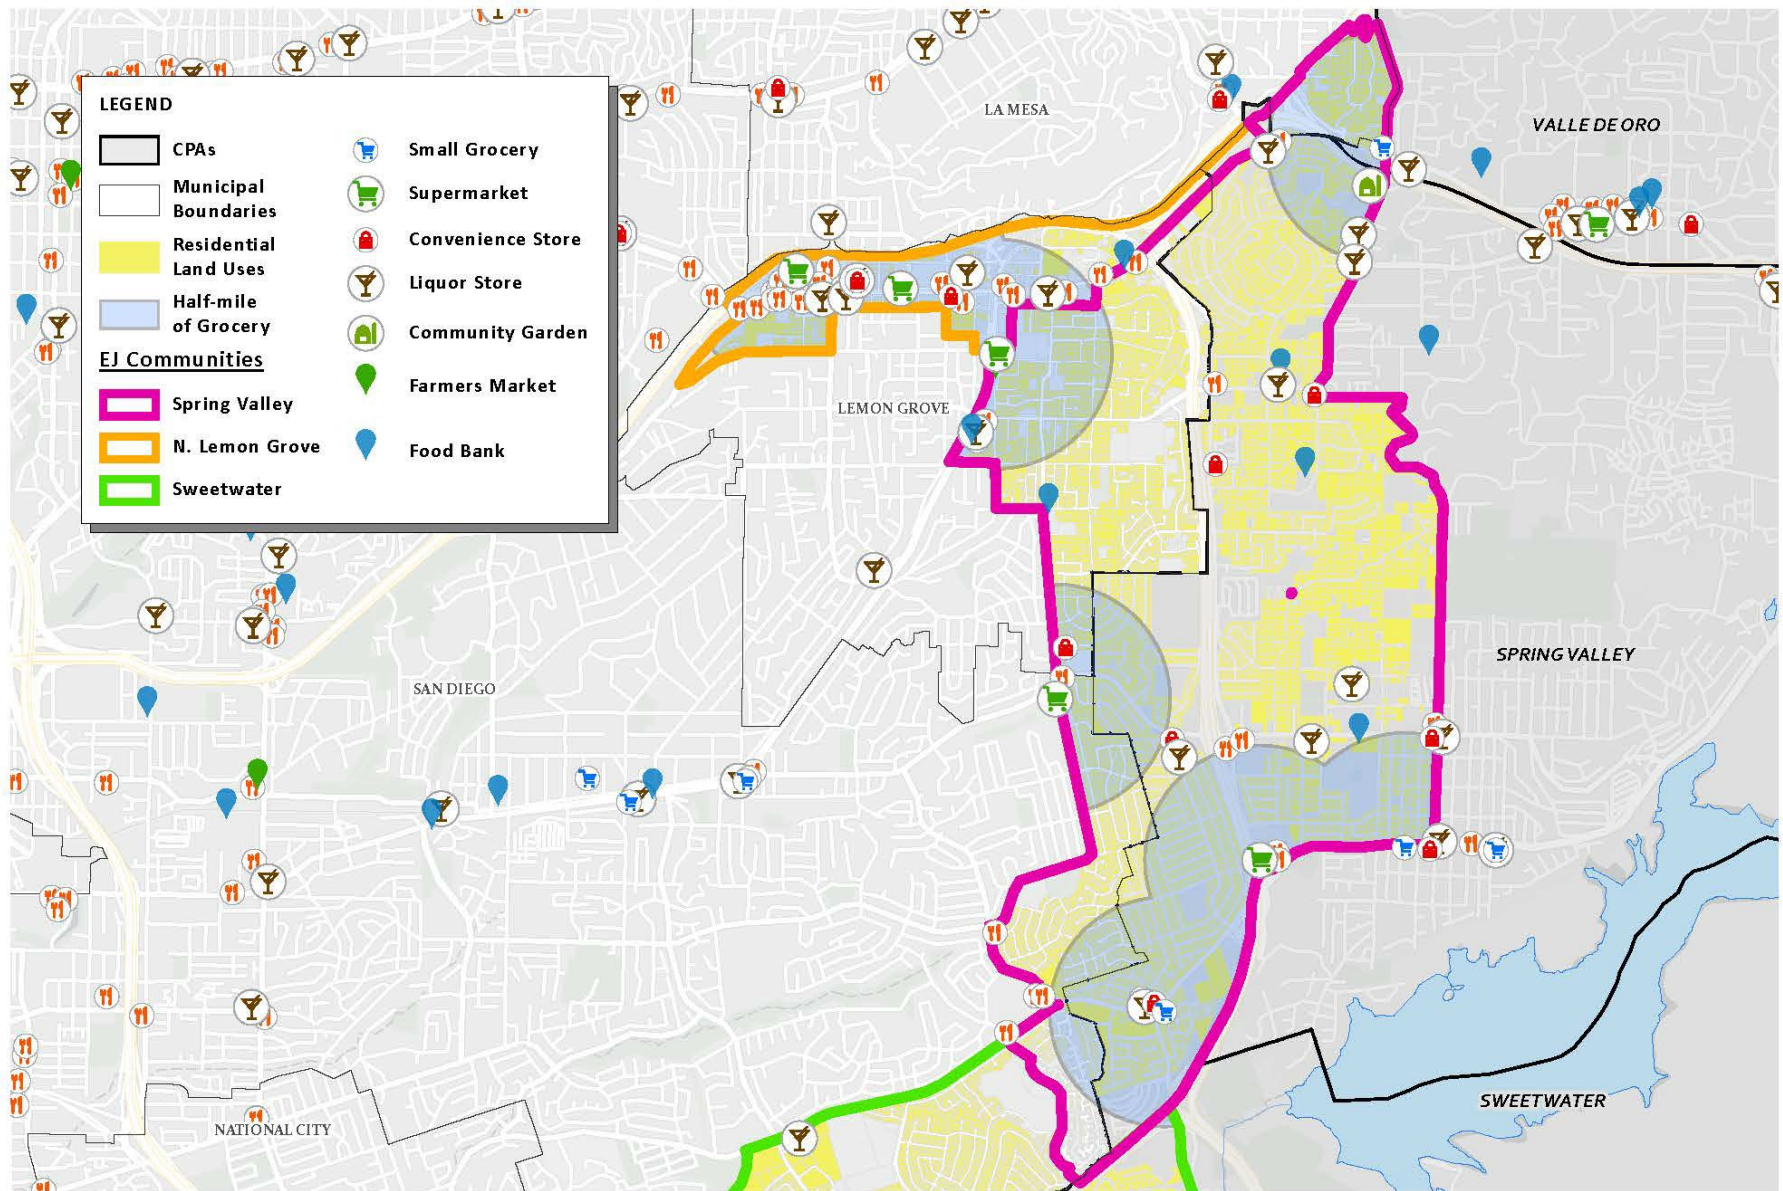 LEGEND
CPAs
Municipal
Boundaries
Residential
Land Uses
Half-mile
of Grocery
EJ Communities
Spring Valley
N. Lemon Grove
Sweetwater
Small Grocery
Supermarket
Convenience Store
Liquor Store
Community Garden
Farmers Market
Food Bank
LA MESA
VALLE DE ORO
LEMON GROVE
SPRING VALLEY
SAN DIEGO
SWEETWATER
NATIONAL CITY